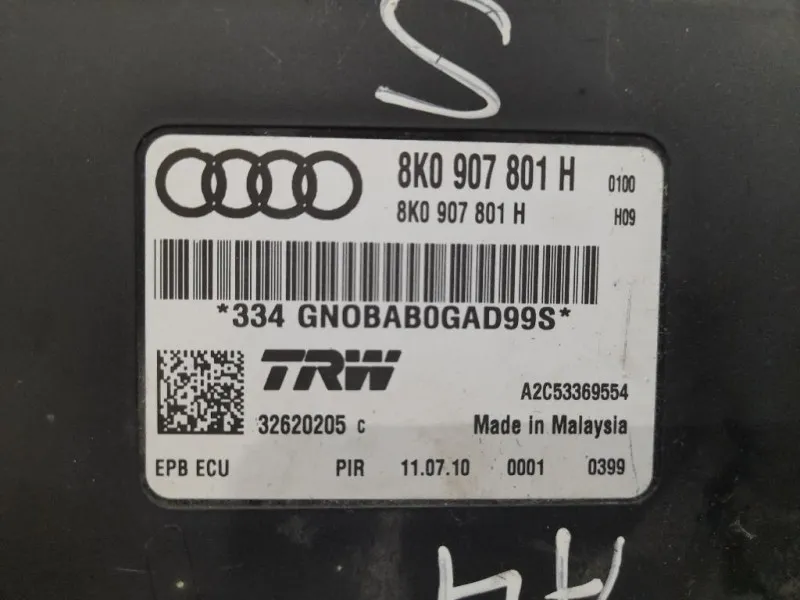 S
8K0 907 801 H 0100
8K0 907 801 H H09
*334 GN0BAB0GAD99S*
TRW A2C53369554
32620205 C Made in Malaysia
EPB ECU PIR 11.07.10 0001 0399